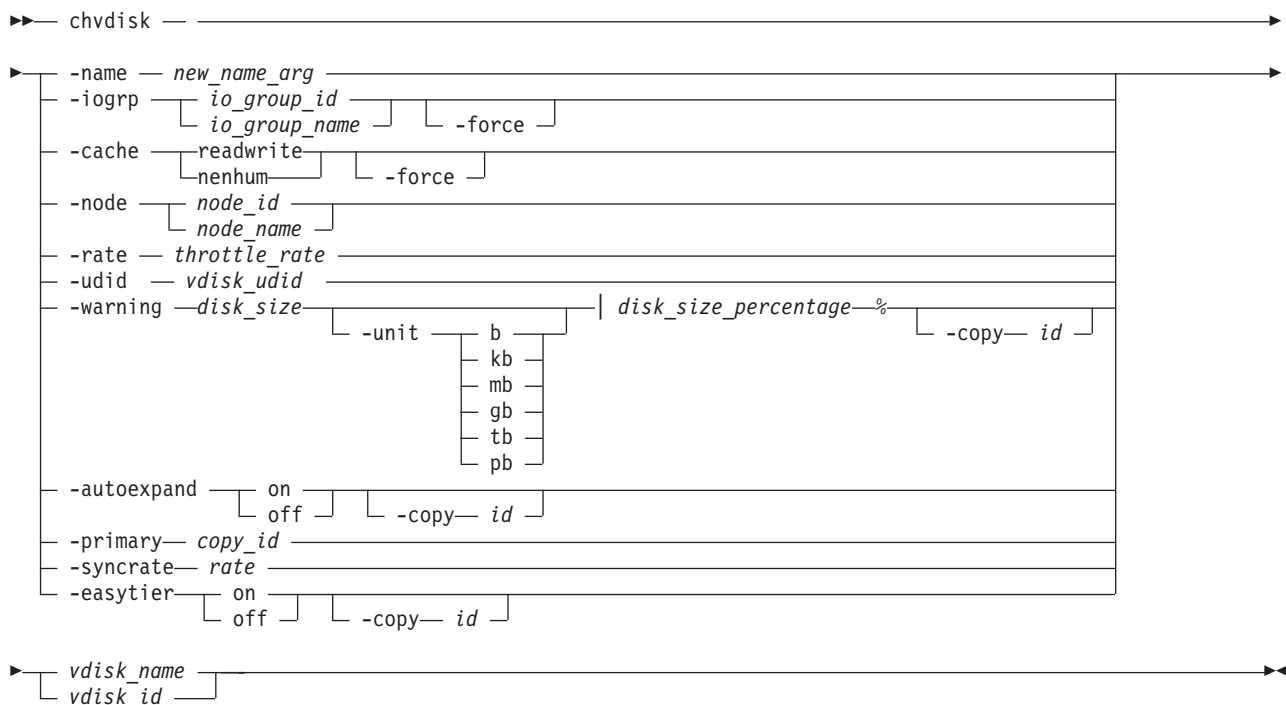 chvdisk
-name new_name_arg
-iogrp io_group_id
io_group_name -force
-cache readwrite
nenhum -force
-node node_id
node_name
-rate throttle_rate
-udid vdisk_udid
-warning disk_size | disk_size_percentage %
-unit b -copy id
kb
mb
gb
tb
pb
-autoexpand on
off -copy id
-primary copy_id
-syncrate rate
-easytier on
off -copy id
vdisk_name
vdisk_id